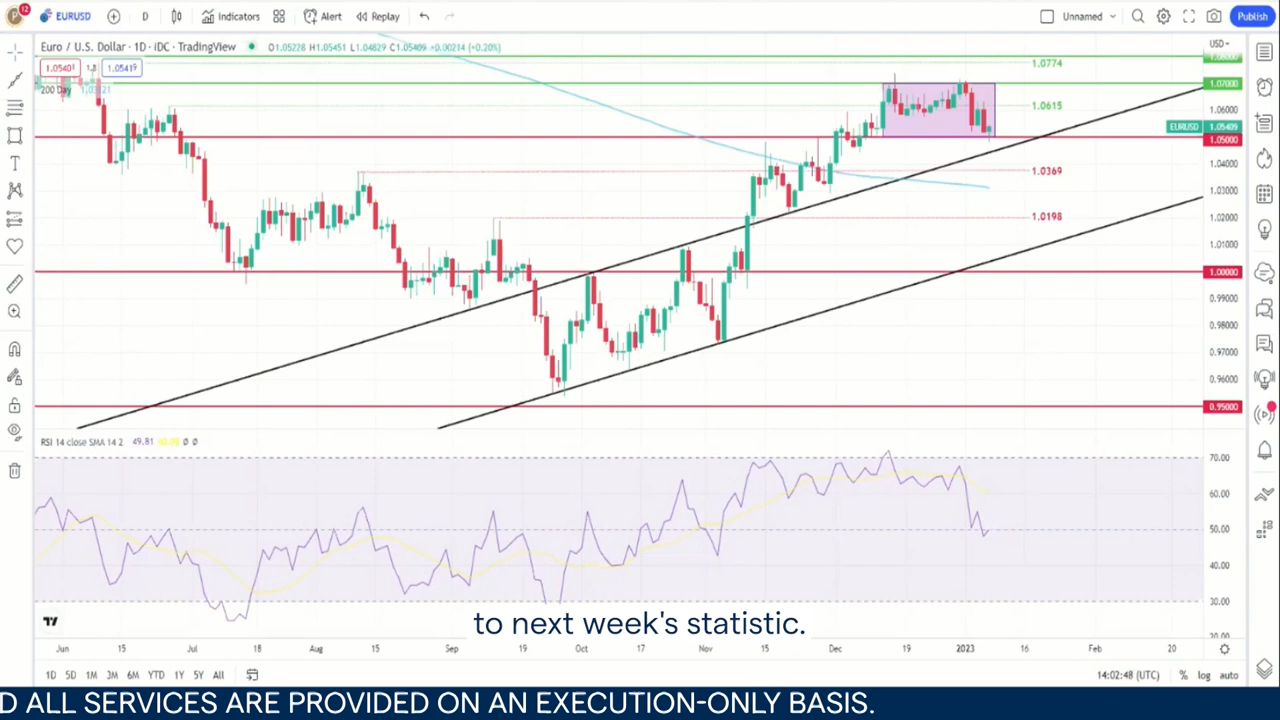 P 12 EURUSD D Indicators Alert Replay Unnamed Publish
Euro / U.S. Dollar · 1D · IDC · TradingView O1.05228 H1.05451 L1.04829 C1.05409 +0.00214 (+0.20%) USD
1.0540¹ 1.3 1.0541⁹
200 Day
1.0774
1.0615
1.0369
1.0198
1.07000
1.06000
EURUSD 1.05409
1.05000
1.04000
1.03000
1.02000
1.01000
1.00000
0.99000
0.98000
0.97000
0.96000
0.95000
RSI 14 close SMA 14 2 49.81 Ø Ø
70.00
60.00
50.00
40.00
30.00
20.00
to next week's statistic.
Jun 15 Jul 18 Aug 15 Sep 19 Oct 17 Nov 15 Dec 19 2023 16 Feb 20
1D 5D 1M 3M 6M YTD 1Y 5Y All 14:02:48 (UTC) % log auto
D ALL SERVICES ARE PROVIDED ON AN EXECUTION-ONLY BASIS.